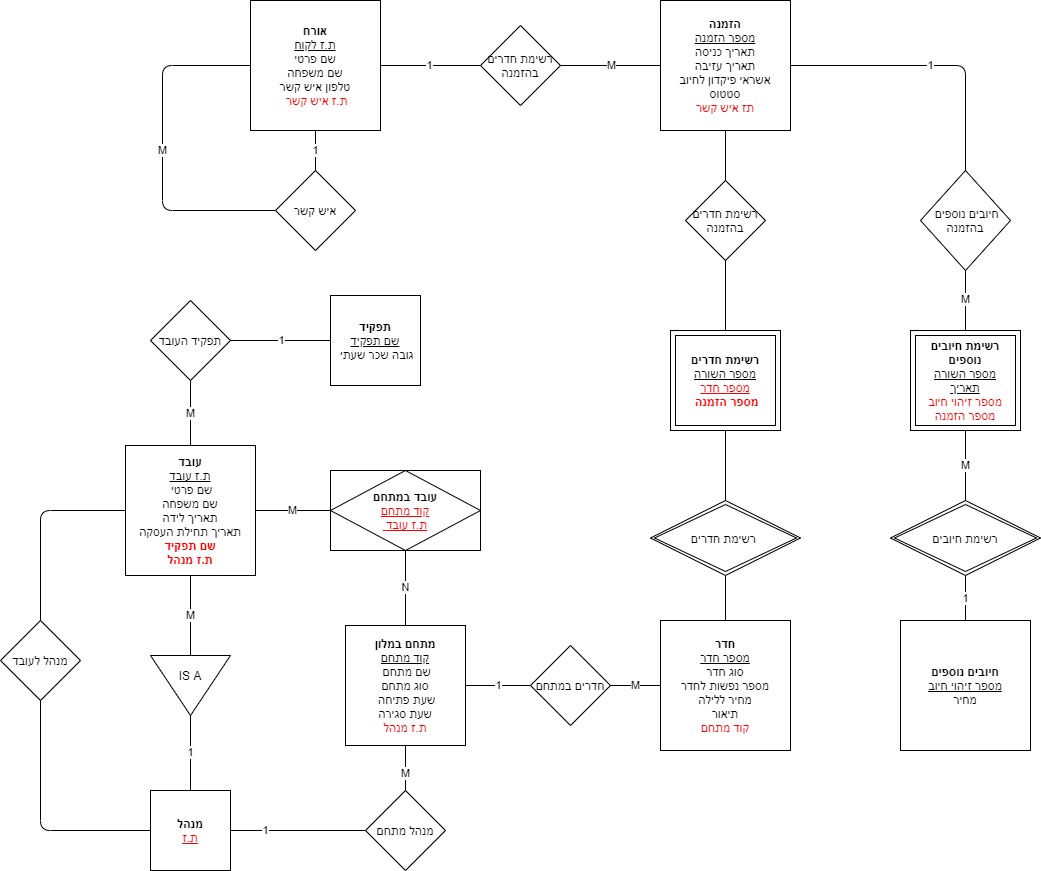 אורח
ת.ז לקוח
שם פרטי
שם משפחה
טלפון איש קשר
ת.ז איש קשר
1
רשימת חדרים
בהזמנה
M
הזמנה
מספר הזמנה
תאריך כניסה
תאריך עזיבה
אשראי פיקדון לחיוב
סטטוס
תז איש קשר
1
M
1
איש קשר
רשימת חדרים
בהזמנה
חיובים נוספים
בהזמנה
M
תפקיד העובד
1
תפקיד
שם תפקיד
גובה שכר שעתי
M
רשימת חדרים
מספר השורה
מספר חדר
מספר הזמנה
רשימת חיובים
נוספים
מספר השורה
תאריך
מספר זיהוי חיוב
מספר הזמנה
M
עובד
ת.ז עובד
שם פרטי
שם משפחה
תאריך לידה
תאריך תחילת העסקה
שם תפקיד
ת.ז מנהל
M
עובד במתחם
קוד מתחם
ת.ז עובד
N
רשימת חדרים
רשימת חיובים
1
M
IS A
1
מנהל לעובד
מתחם במלון
קוד מתחם
שם מתחם
סוג מתחם
שעת פתיחה
שעת סגירה
ת.ז מנהל
1
חדרים במתחם
M
חדר
מספר חדר
סוג חדר
מספר נפשות לחדר
מחיר ללילה
תיאור
קוד מתחם
חיובים נוספים
מספר זיהוי חיוב
מחיר
M
מנהל
ת.ז
1
מנהל מתחם